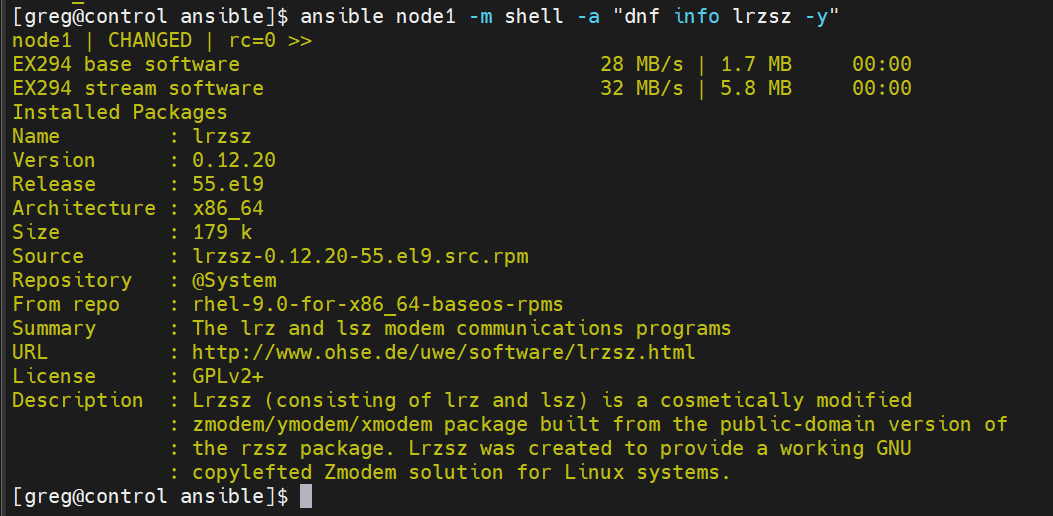 [greg@control ansible]$ ansible node1 -m shell -a "dnf info lrzsz -y"
node1 | CHANGED | rc=0 >>
EX294 base software                              28 MB/s | 1.7 MB     00:00
EX294 stream software                            32 MB/s | 5.8 MB     00:00
Installed Packages
Name         : lrzsz
Version      : 0.12.20
Release      : 55.el9
Architecture : x86_64
Size         : 179 k
Source       : lrzsz-0.12.20-55.el9.src.rpm
Repository   : @System
From repo    : rhel-9.0-for-x86_64-baseos-rpms
Summary      : The lrz and lsz modem communications programs
URL          : http://www.ohse.de/uwe/software/lrzsz.html
License      : GPLv2+
Description  : Lrzsz (consisting of lrz and lsz) is a cosmetically modified
             : zmodem/ymodem/xmodem package built from the public-domain version of
             : the rzsz package. Lrzsz was created to provide a working GNU
             : copylefted Zmodem solution for Linux systems.
[greg@control ansible]$